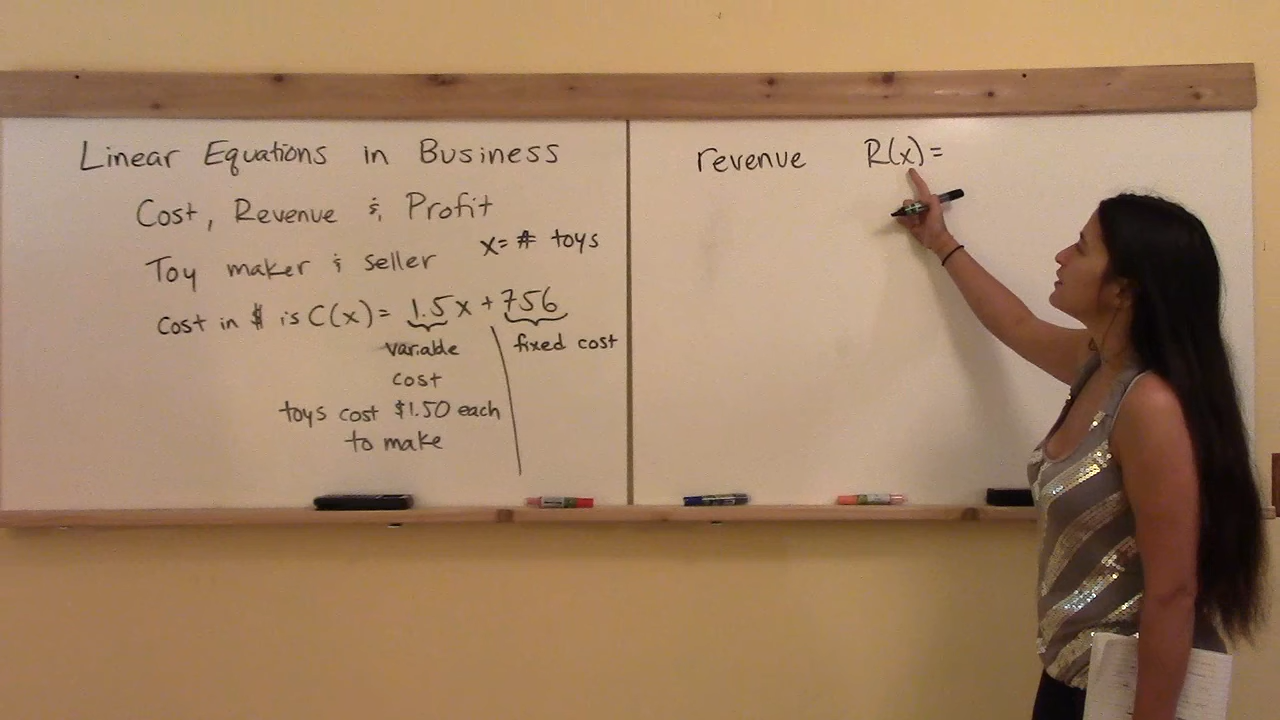 Linear Equations in Business
Cost, Revenue & Profit
x = # toys
Toy maker & seller
cost in $ is C(x) = 1.5x + 756
variable
cost
toys cost $1.50 each
to make
fixed cost
revenue R(x) =